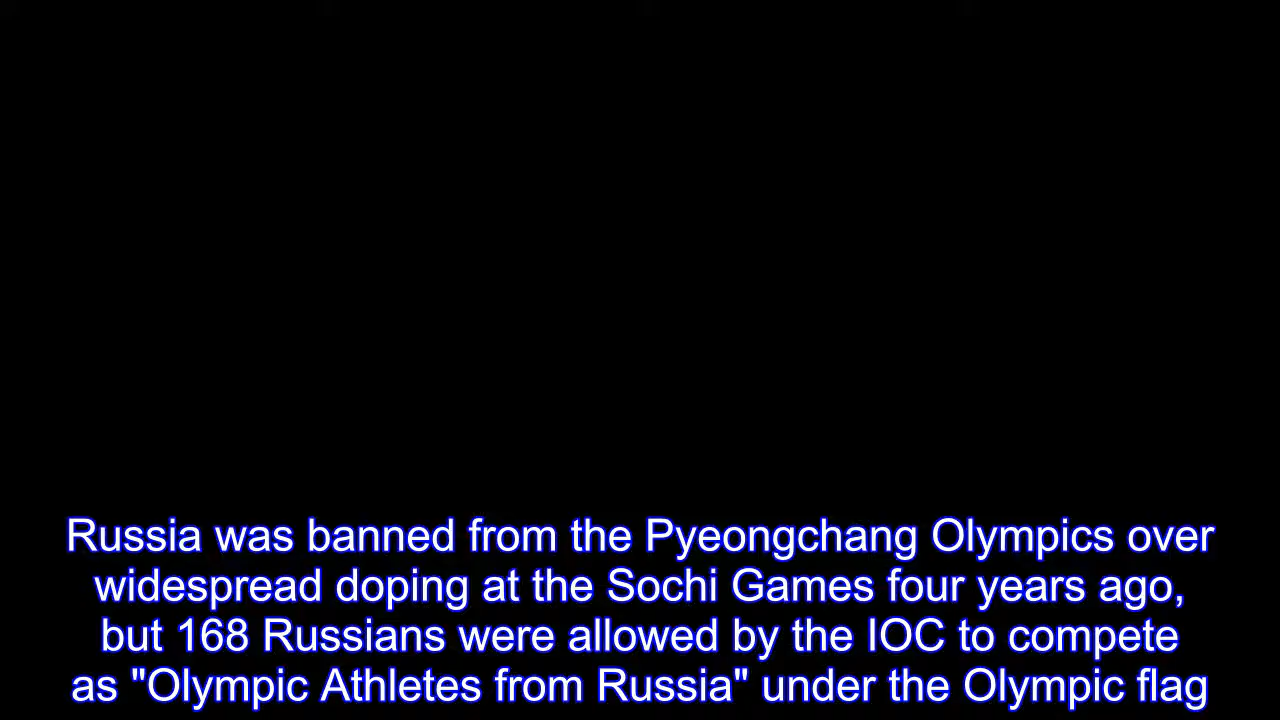 Russia was banned from the Pyeongchang Olympics over
widespread doping at the Sochi Games four years ago,
but 168 Russians were allowed by the IOC to compete
as "Olympic Athletes from Russia" under the Olympic flag